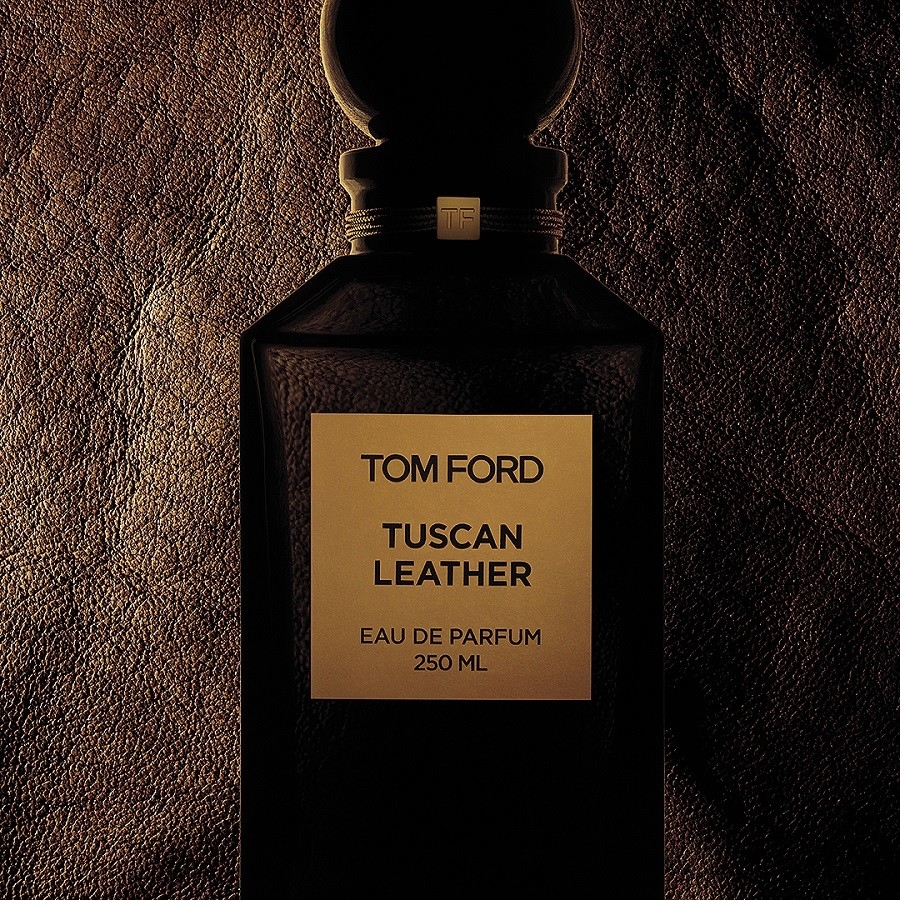 TF
TOM FORD
TUSCAN
LEATHER
EAU DE PARFUM
250 ML